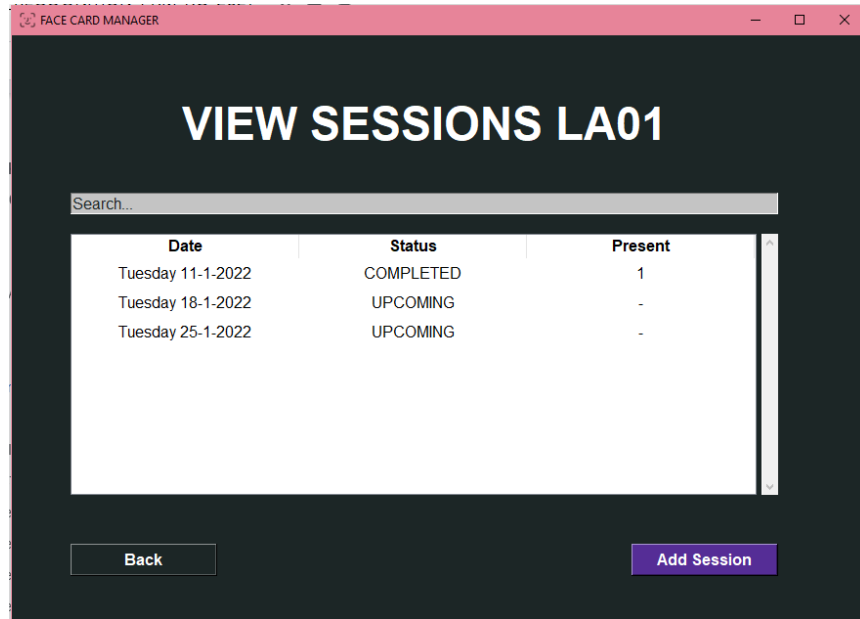 FACE CARD MANAGER
VIEW SESSIONS LA01
Search...
Date Status Present
Tuesday 11-1-2022 COMPLETED 1
Tuesday 18-1-2022 UPCOMING -
Tuesday 25-1-2022 UPCOMING -
Back Add Session